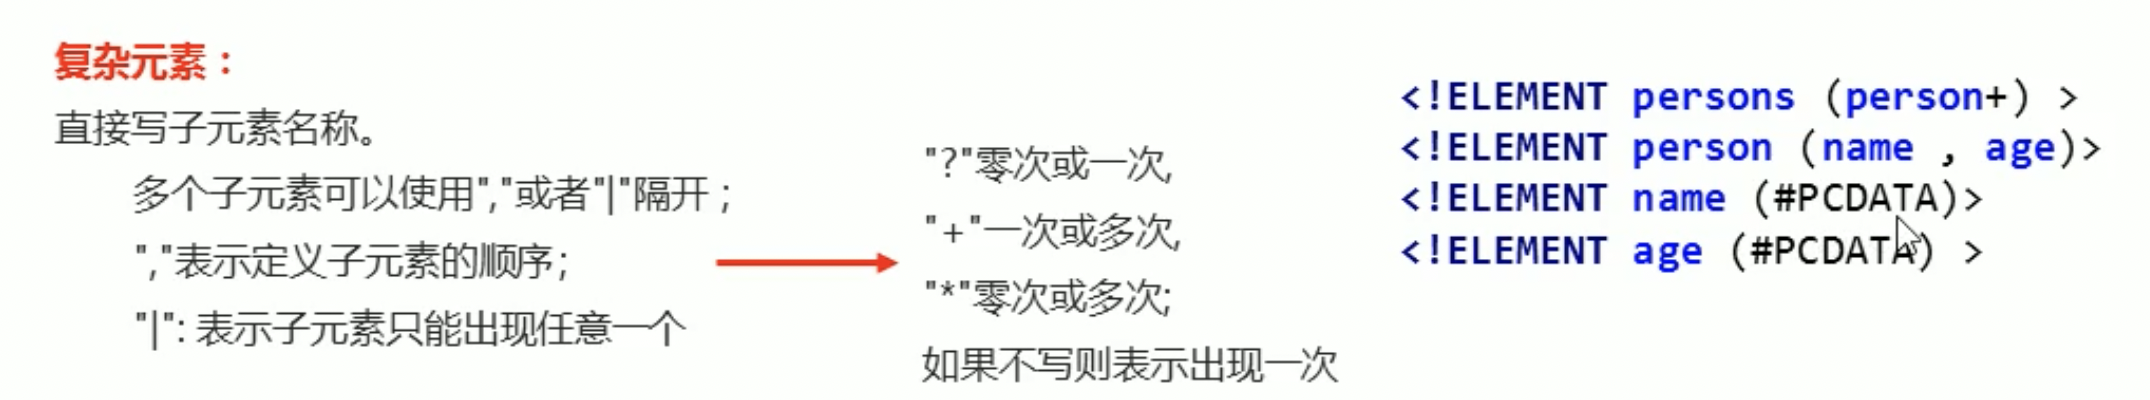 复杂元素：
直接写子元素名称。
多个子元素可以使用","或者"|"隔开；
","表示定义子元素的顺序；
"|": 表示子元素只能出现任意一个
"?"零次或一次,
"+"一次或多次,
"*"零次或多次;
如果不写则表示出现一次
<!ELEMENT persons (person+) >
<!ELEMENT person (name , age)>
<!ELEMENT name (#PCDATA)>
<!ELEMENT age (#PCDATA) >